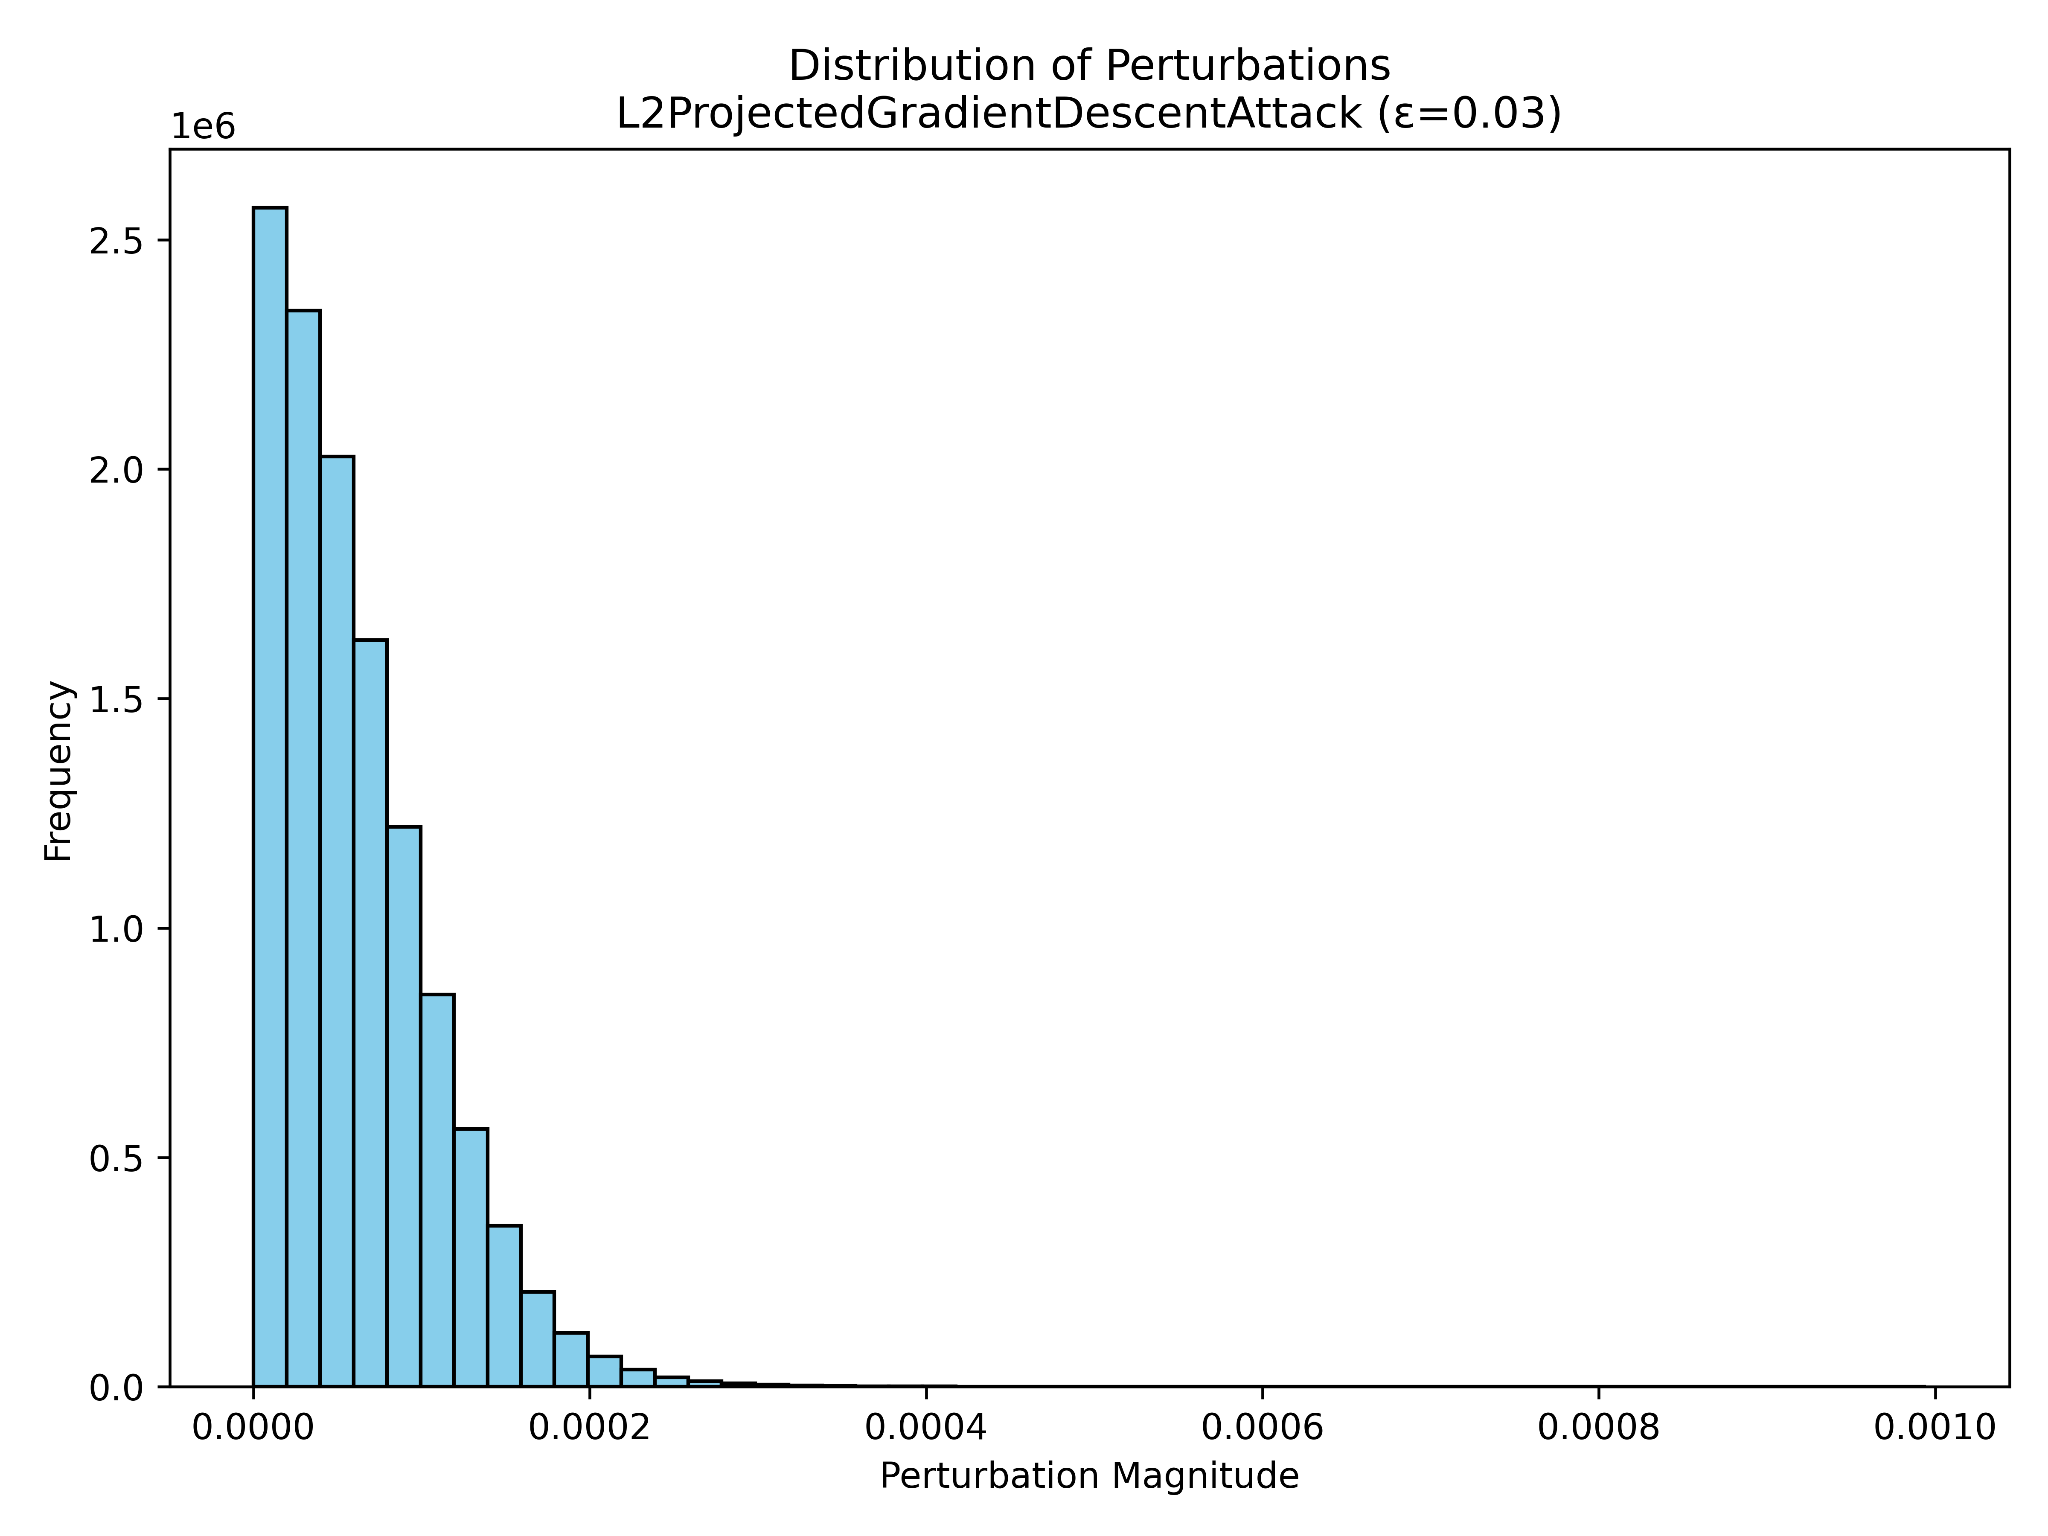 Distribution of Perturbations
L2ProjectedGradientDescentAttack (ε=0.03)
1e6
2.5
2.0
1.5
1.0
0.5
0.0
Frequency
0.0000 0.0002 0.0004 0.0006 0.0008 0.0010
Perturbation Magnitude